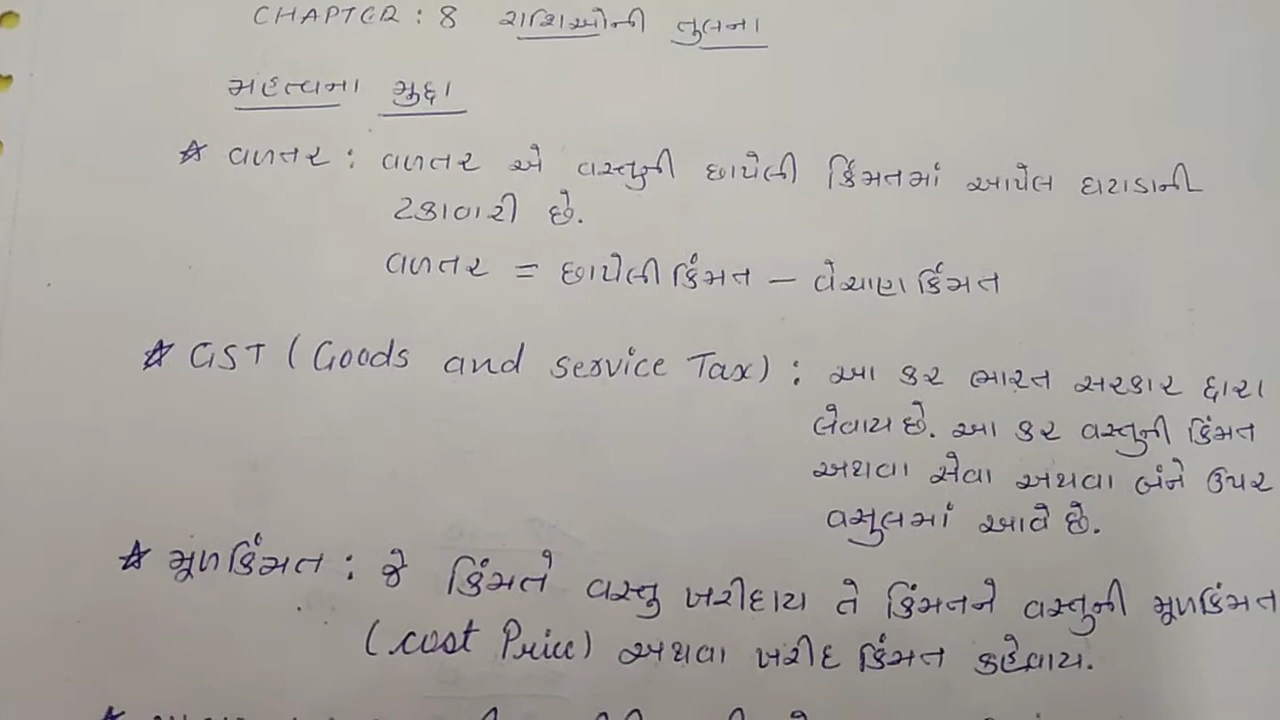 CHAPTER : 8 રાશિઓની તુલના
મહત્વના મુદ્દા
☆ વળતર : વળતર એ વસ્તુની છાપેલી કિંમતમાં આપેલ ઘટાડાની
ટકાવારી છે.
વળતર = છાપેલી કિંમત – વેચાણ કિંમત
☆ GST (Goods and service Tax) : આ કર ભારત સરકાર દ્વારા
લેવાય છે. આ કર વસ્તુની કિંમત
અથવા સેવા અથવા બંને ઉપર
વસુલમાં આવે છે.
☆ મૂળકિંમત : જે કિંમતે વસ્તુ ખરીદાય તે કિંમતને વસ્તુની મૂળકિંમત
(cost Price) અથવા ખરીદ કિંમત કહેવાય.